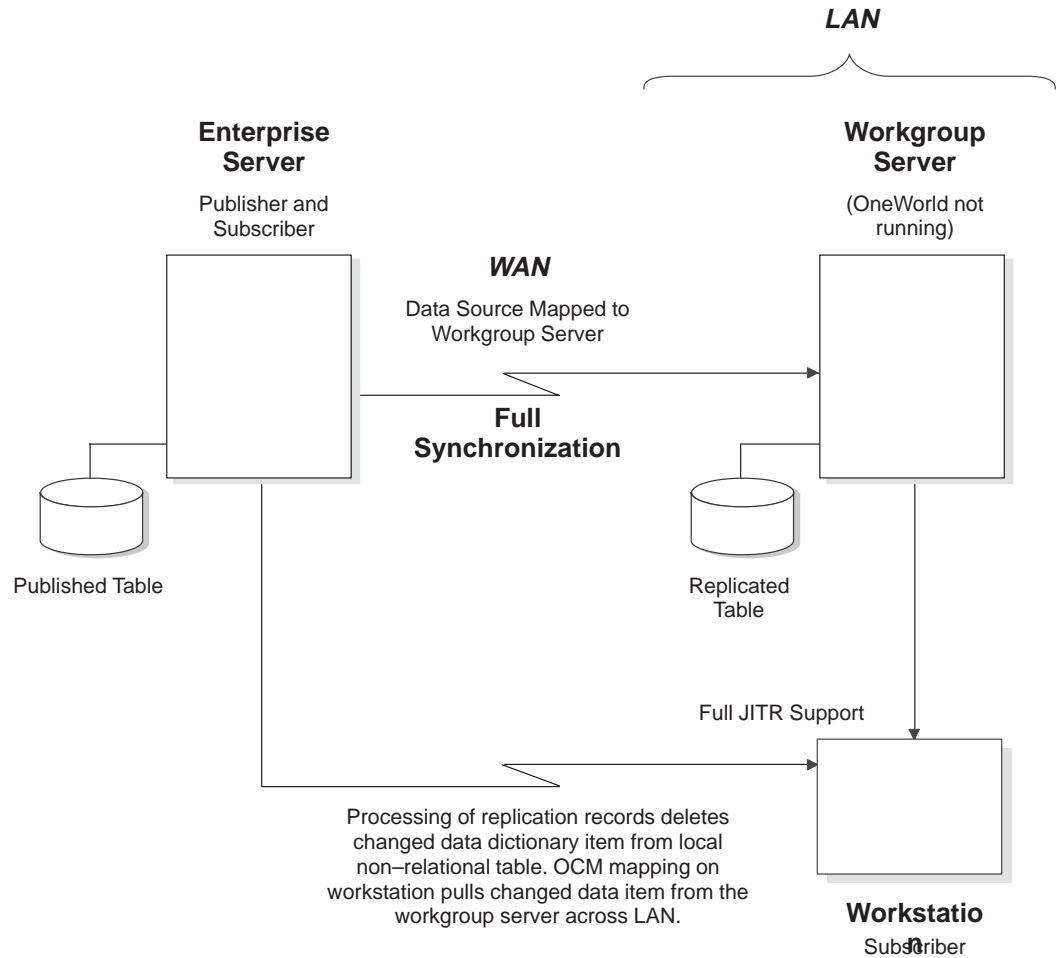 LAN
Enterprise
Server
Publisher and
Subscriber
Workgroup
Server
(OneWorld not
running)
WAN
Data Source Mapped to
Workgroup Server
Full
Synchronization
Published Table
Replicated
Table
Full JITR Support
Processing of replication records deletes
changed data dictionary item from local
non–relational table. OCM mapping on
workstation pulls changed data item from the
workgroup server across LAN.
Workstatio
n
Subscriber